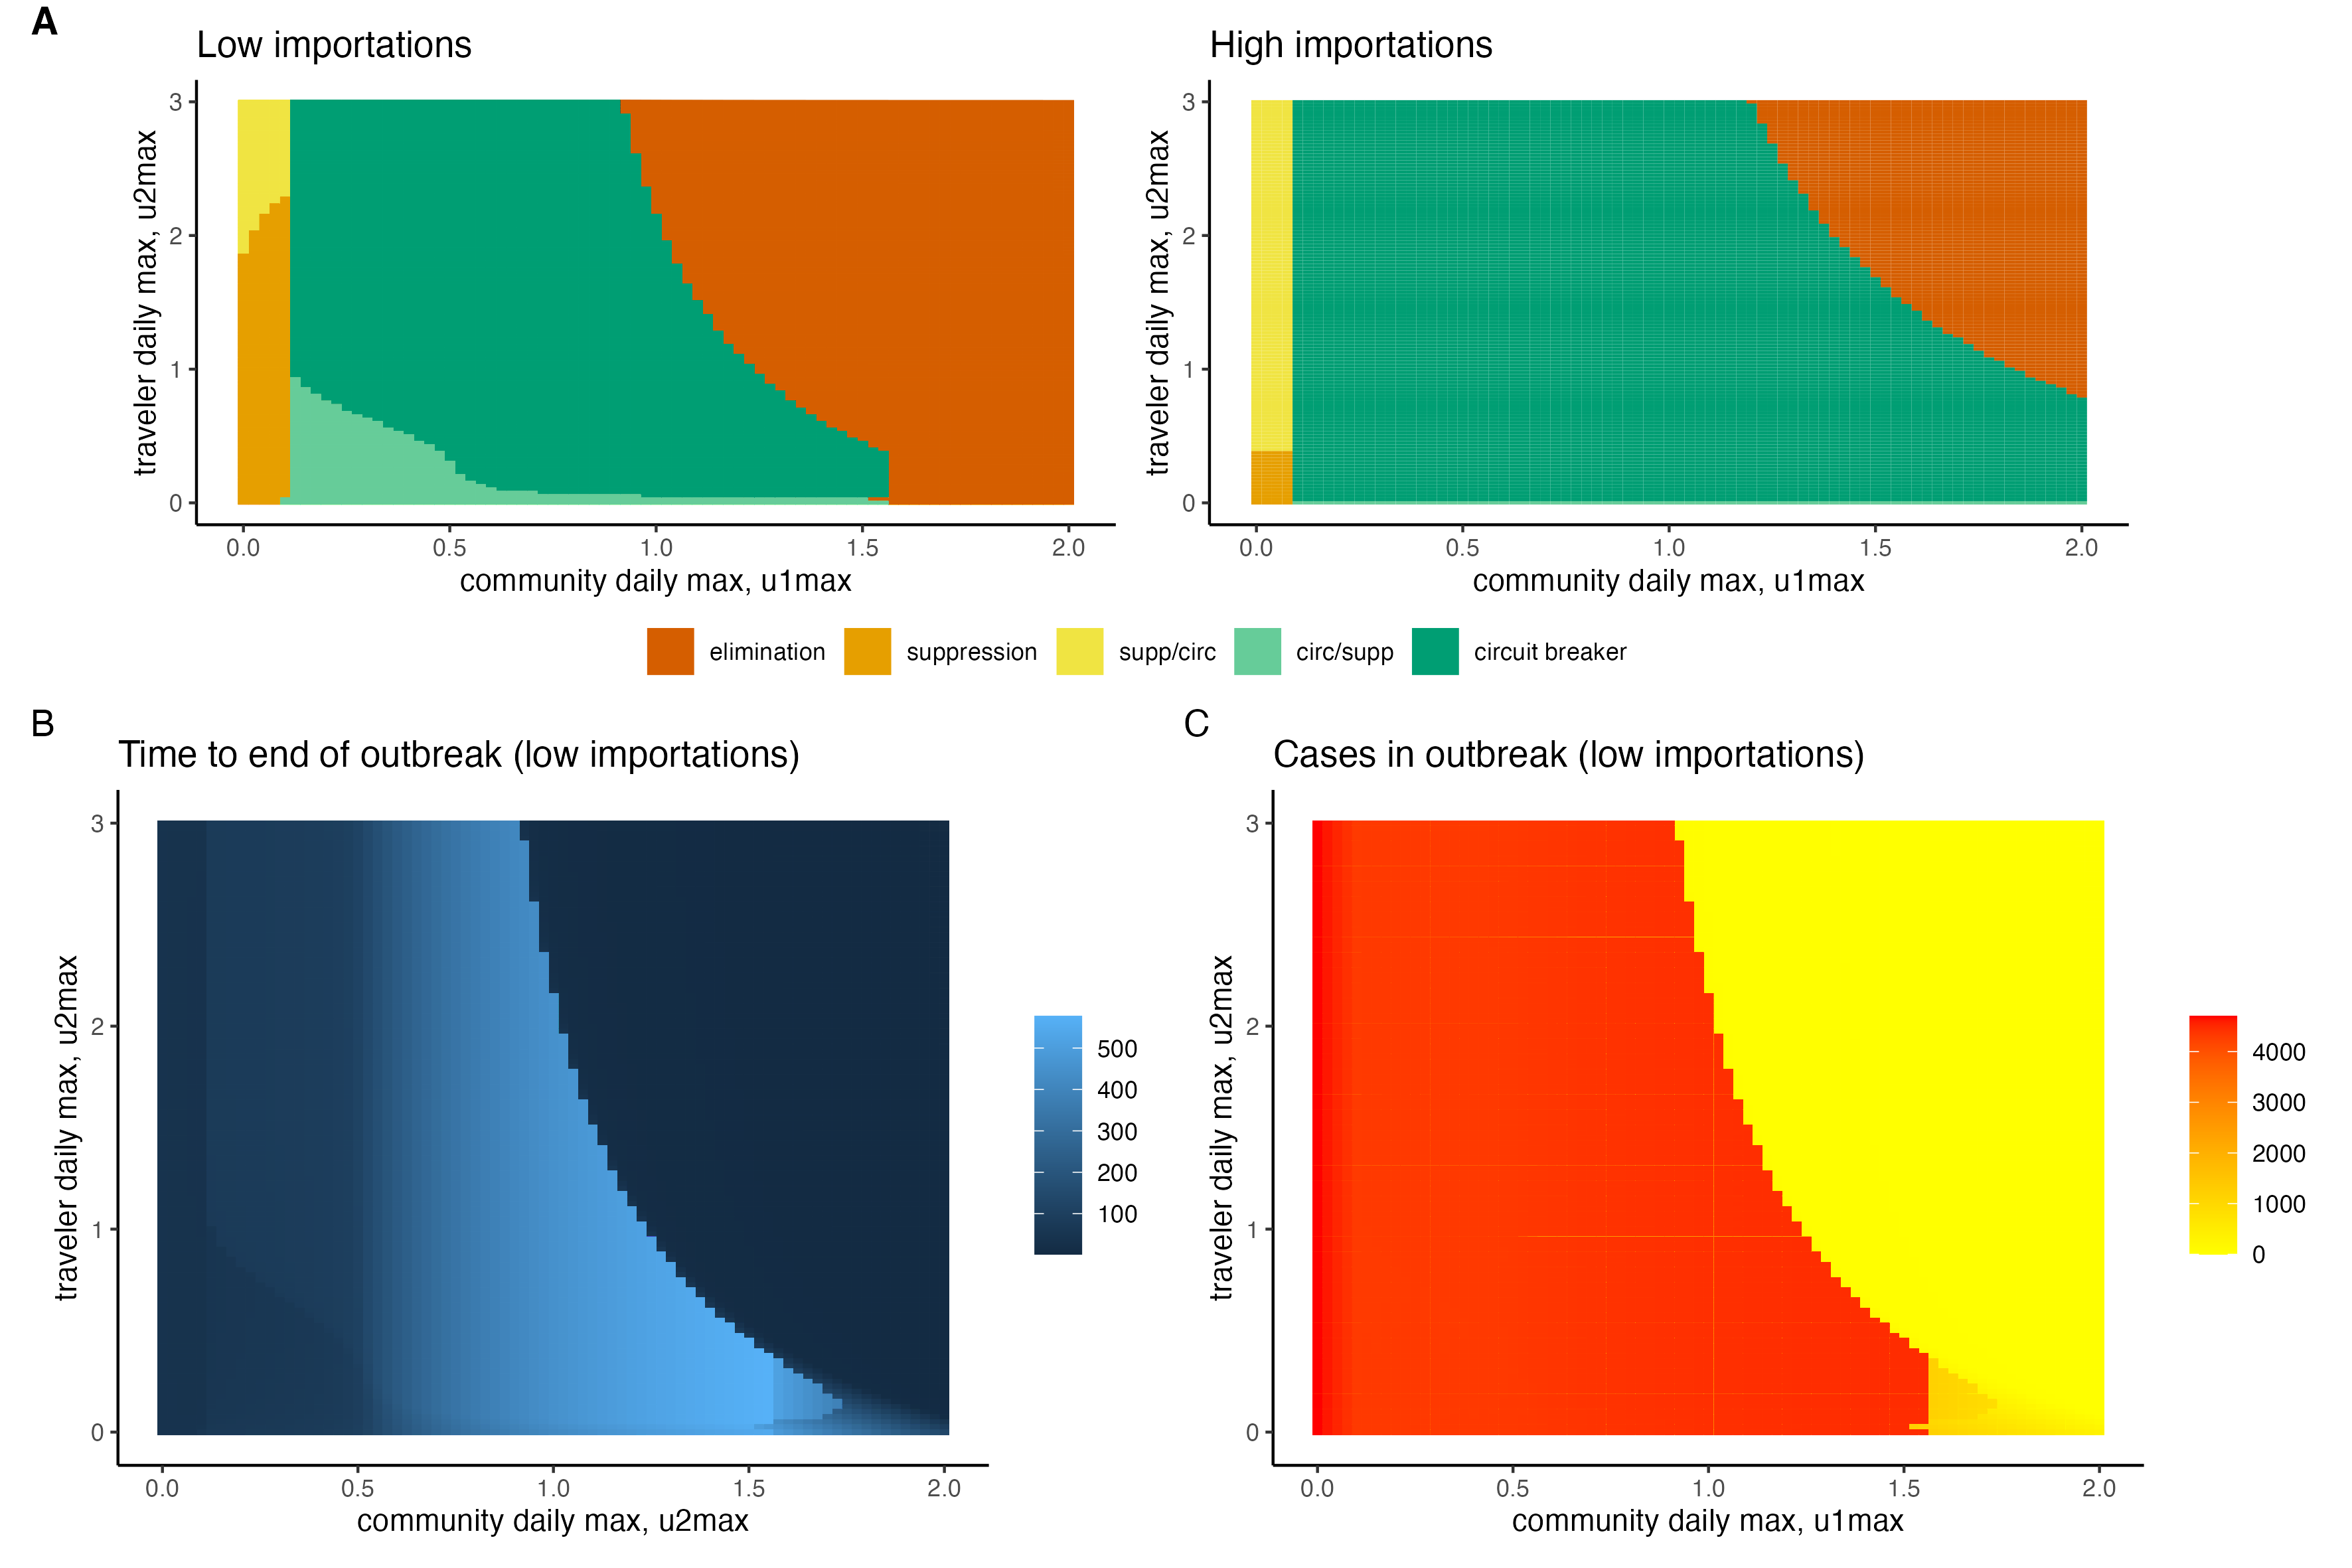 A
Low importations
High importations
traveler daily max, u2max
3
2
1
0
0.0 0.5 1.0 1.5 2.0
community daily max, u1max
traveler daily max, u2max
3
2
1
0
0.0 0.5 1.0 1.5 2.0
community daily max, u1max
elimination suppression supp/circ circ/supp circuit breaker
B
Time to end of outbreak (low importations)
traveler daily max, u2max
3
2
1
0
0.0 0.5 1.0 1.5 2.0
community daily max, u2max
500
400
300
200
100
C
Cases in outbreak (low importations)
traveler daily max, u2max
3
2
1
0
0.0 0.5 1.0 1.5 2.0
community daily max, u1max
4000
3000
2000
1000
0